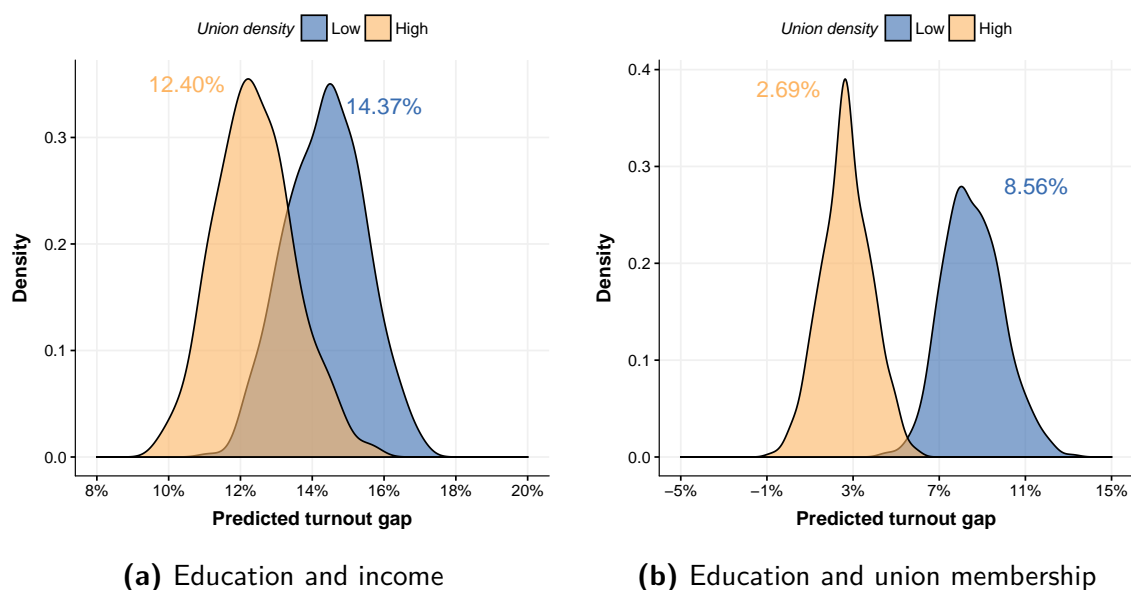 Union density Low High
12.40%
14.37%
0.3
0.2
0.1
0.0
Density
8% 10% 12% 14% 16% 18% 20%
Predicted turnout gap
(a) Education and income
Union density Low High
2.69%
8.56%
0.4
0.3
0.2
0.1
0.0
Density
−5% −1% 3% 7% 11% 15%
Predicted turnout gap
(b) Education and union membership